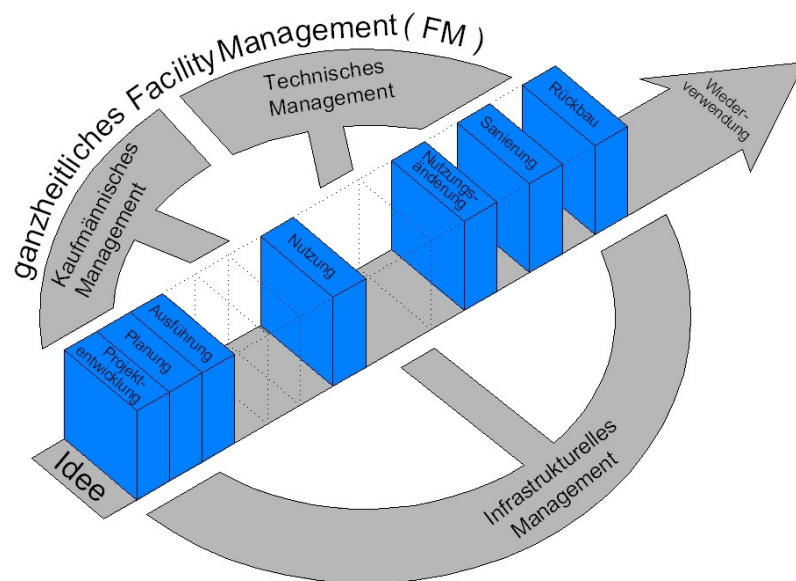 ganzheitliches Facility Management ( FM )
Technisches
Management
Kaufmännisches
Management
Idee
Projekt-
entwicklung
Planung
Ausführung
Nutzung
Nutzungs-
änderung
Sanierung
Rückbau
Wieder-
verwendung
Infrastrukturelles
Management